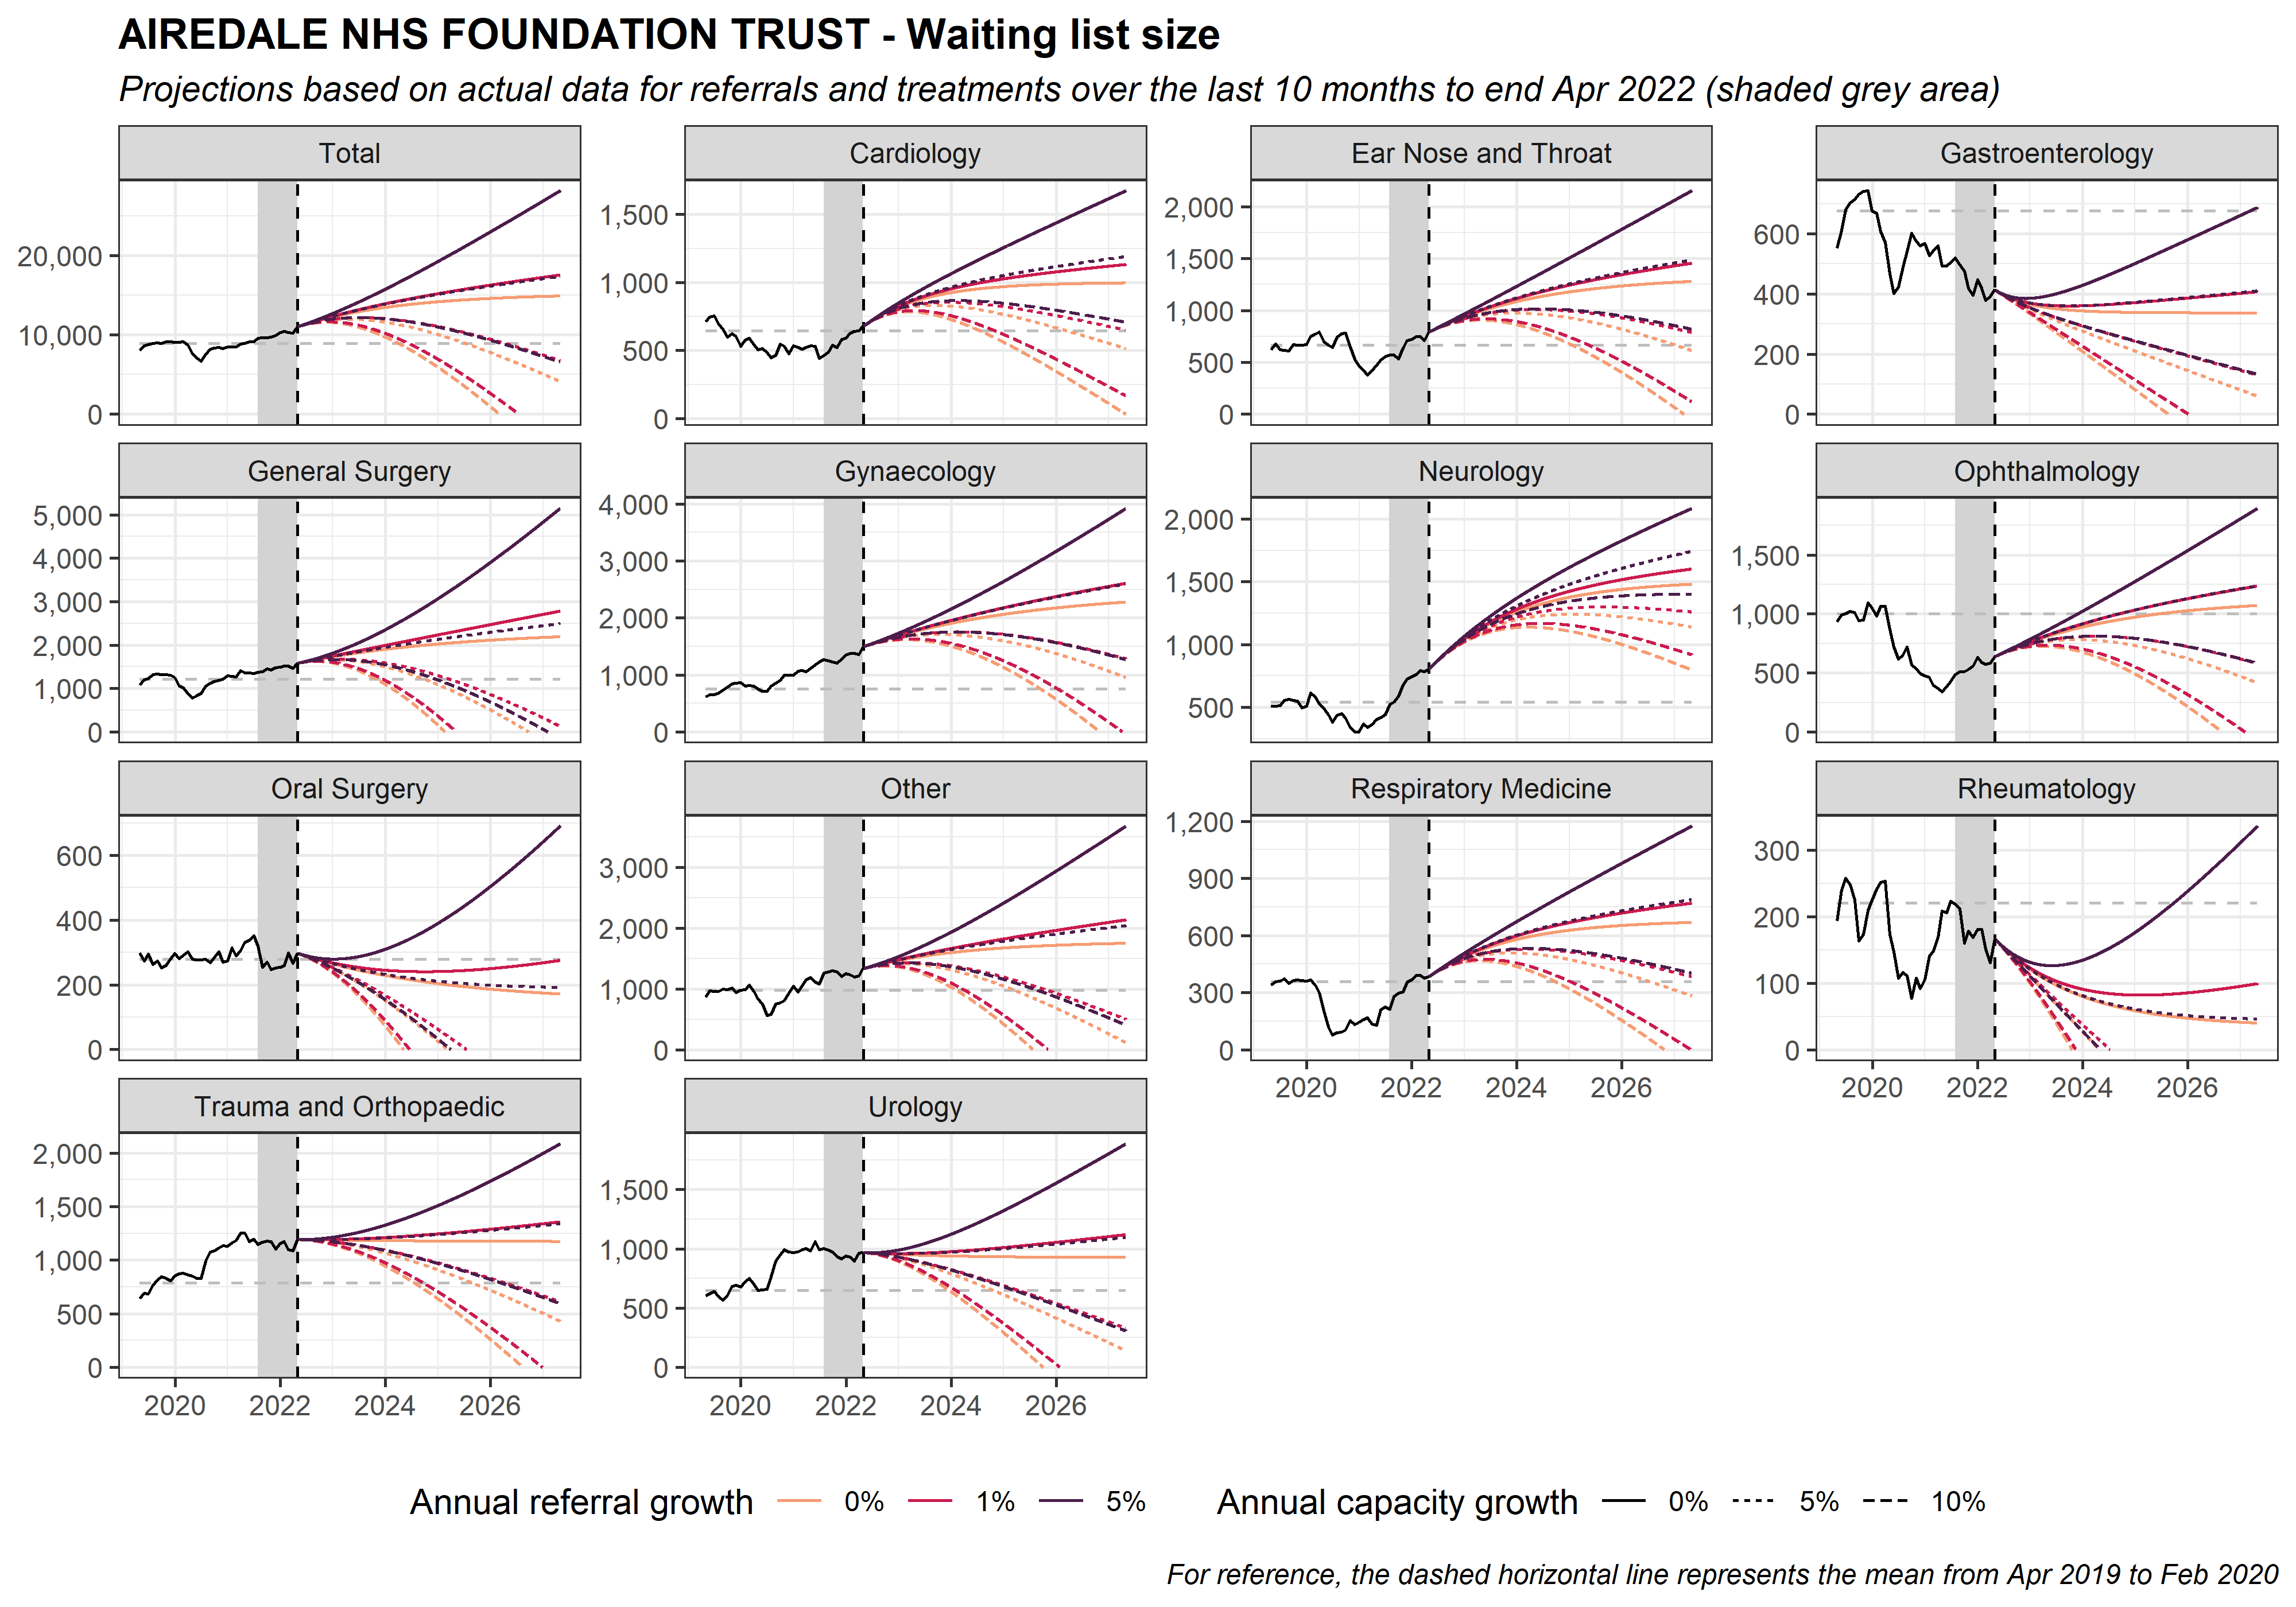 AIREDALE NHS FOUNDATION TRUST - Waiting list size
Projections based on actual data for referrals and treatments over the last 10 months to end Apr 2022 (shaded grey area)
Total
Cardiology
Ear Nose and Throat
Gastroenterology
20,000
10,000
0
1,500
1,000
500
0
2,000
1,500
1,000
500
0
600
400
200
0
General Surgery
Gynaecology
Neurology
Ophthalmology
5,000
4,000
3,000
2,000
1,000
0
4,000
3,000
2,000
1,000
0
2,000
1,500
1,000
500
1,500
1,000
500
0
Oral Surgery
Other
Respiratory Medicine
Rheumatology
600
400
200
0
3,000
2,000
1,000
0
1,200
900
600
300
0
300
200
100
0
2020 2022 2024 2026
2020 2022 2024 2026
Trauma and Orthopaedic
Urology
2,000
1,500
1,000
500
0
1,500
1,000
500
0
2020 2022 2024 2026
2020 2022 2024 2026
Annual referral growth 0% 1% 5%
Annual capacity growth 0% 5% 10%
For reference, the dashed horizontal line represents the mean from Apr 2019 to Feb 2020